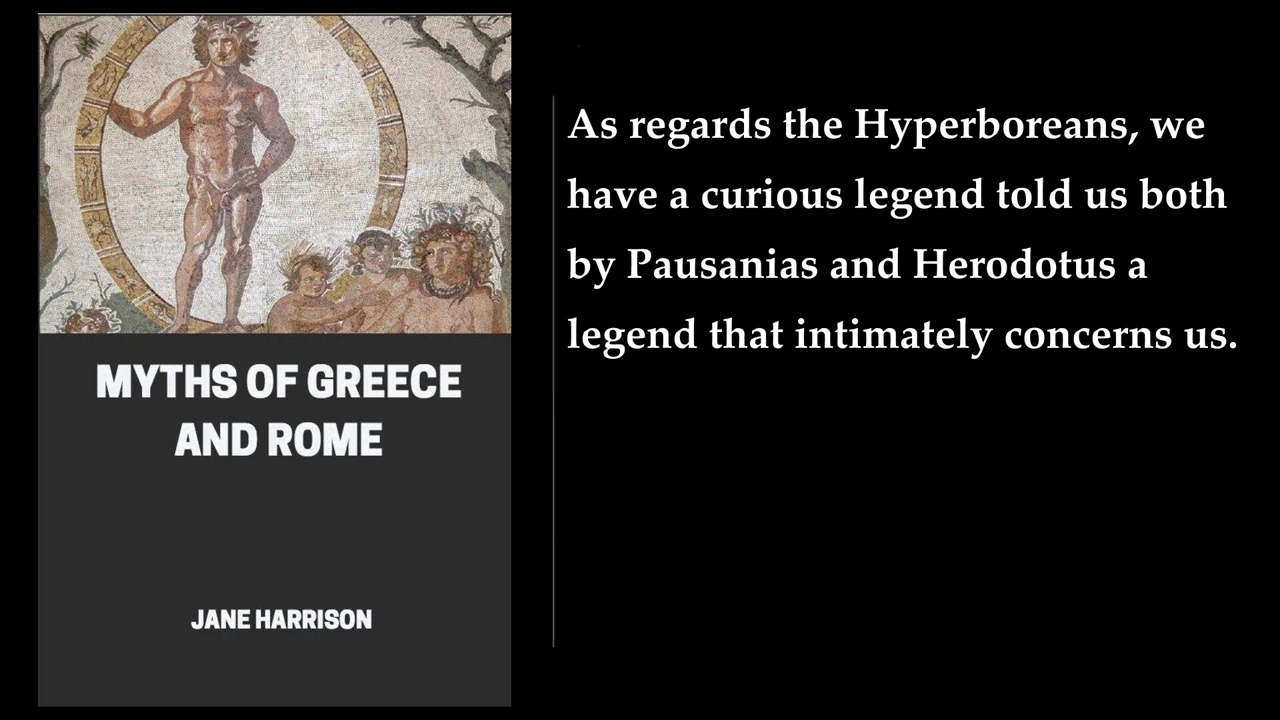 MYTHS OF GREECE
AND ROME
JANE HARRISON
As regards the Hyperboreans, we
have a curious legend told us both
by Pausanias and Herodotus a
legend that intimately concerns us.